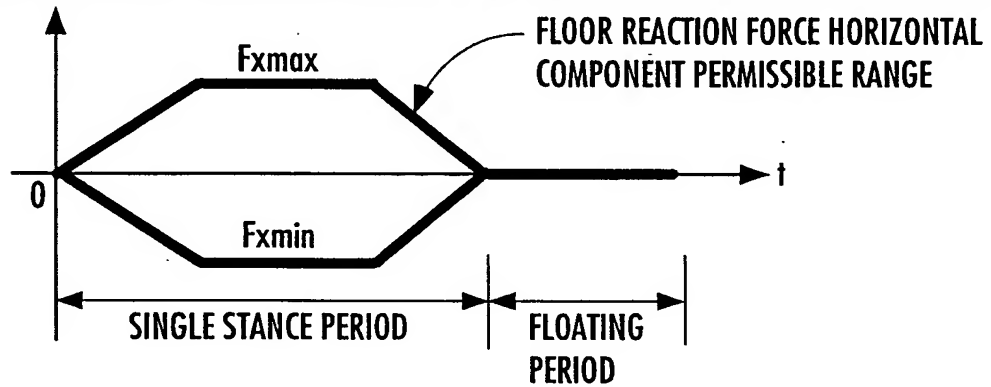 FLOOR REACTION FORCE HORIZONTAL
COMPONENT PERMISSIBLE RANGE
Fxmax
0
t
Fxmin
SINGLE STANCE PERIOD
FLOATING
PERIOD